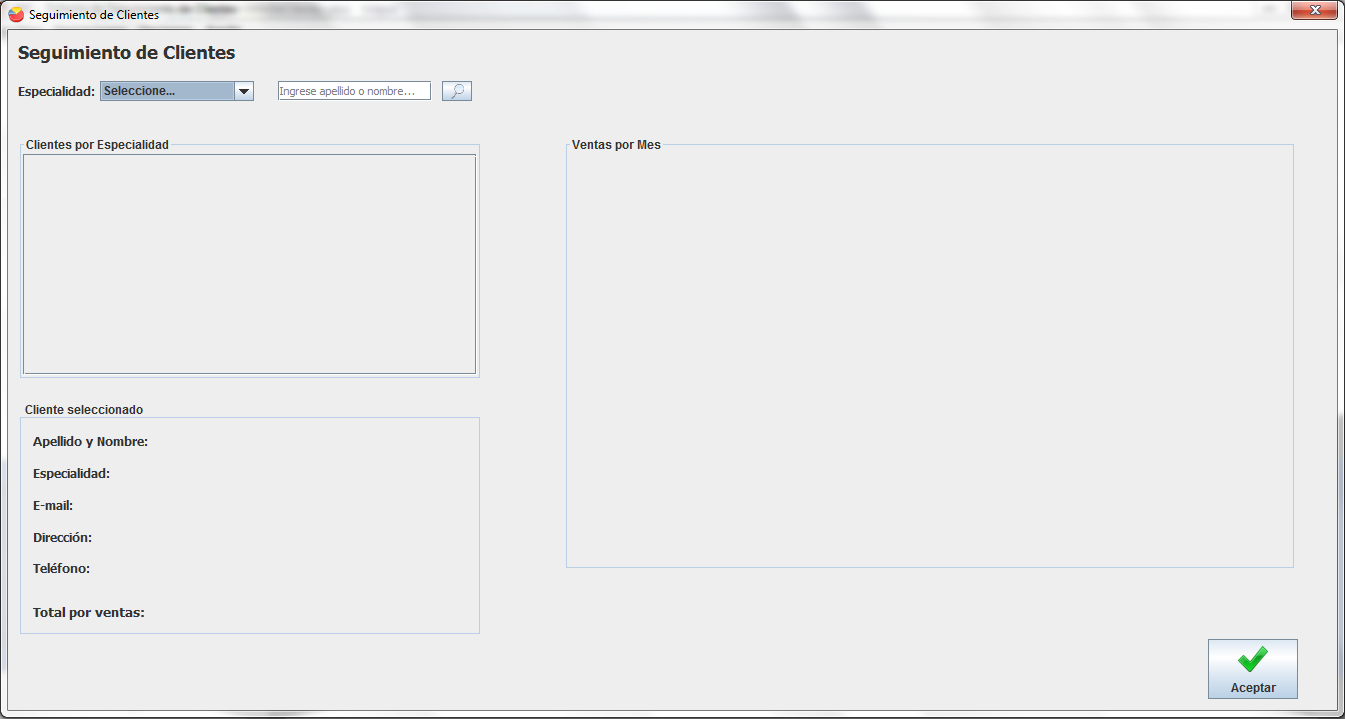 Seguimiento de Clientes
Seguimiento de Clientes
Especialidad: Seleccione... Ingrese apellido o nombre...
Clientes por Especialidad
Ventas por Mes
Cliente seleccionado
Apellido y Nombre:
Especialidad:
E-mail:
Dirección:
Teléfono:
Total por ventas:
Aceptar